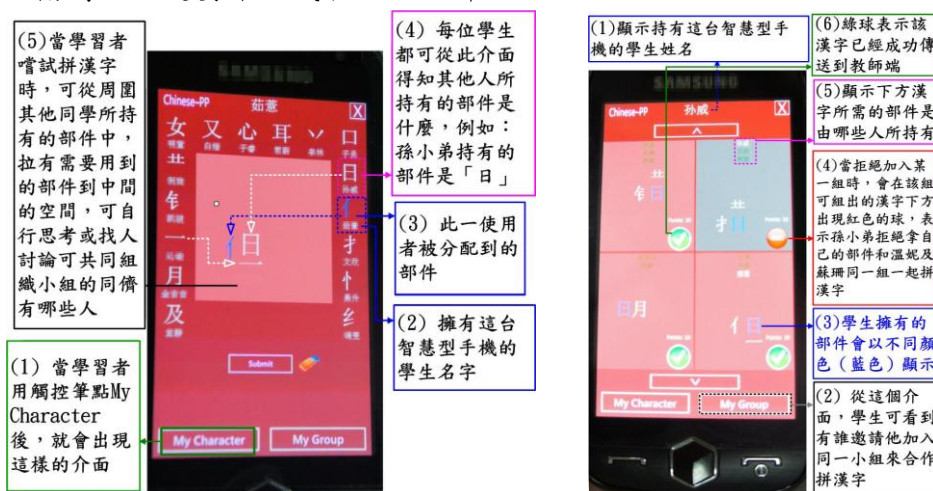 (5)當學習者
嚐試拼漢字
時,可從周圍
其他同學所持
有的部件中,
拉有需要用到
的部件到中間
的空間,可自
行思考或找人
討論可共同組
織小組的同儕
有哪些人
(1) 當學習者
用觸控筆點My
Character
後,就會出現
這樣的介面
SAMSUNG
Chinese-PP 茹薏 X
女 又 心 耳 丷 口
龷 日
钅 亻
一 扌
月 忄
及 纟
日
一
Submit
My Character My Group
(4) 每位學生
都可從此介面
得知其他人所
持有的部件是
什麼,例如:
孫小弟持有的
部件是「日」
(3) 此一使用
者被分配到的
部件
(2) 擁有這台
智慧型手機的
學生名字
(1)顯示持有這台智慧型手
機的學生姓名
SAMSUNG
Chinese-PP 孙威 X
钅日
扌日
日月
亻日
My Character My Group
(6)綠球表示該
漢字已經成功傳
送到教師端
(5)顯示下方漢
字所需的部件是
由哪些人所持有
(4)當拒絕加入某
一組時,會在該組
可組出的漢字下方
出現紅色的球,表
示孫小弟拒絕拿自
己的部件和溫妮及
蘇珊同一組一起拼
漢字
(3)學生擁有的
部件會以不同顏
色(藍色)顯示
(2) 從這個介
面,學生可看到
有誰邀請他加入
同一小組來合作
拼漢字